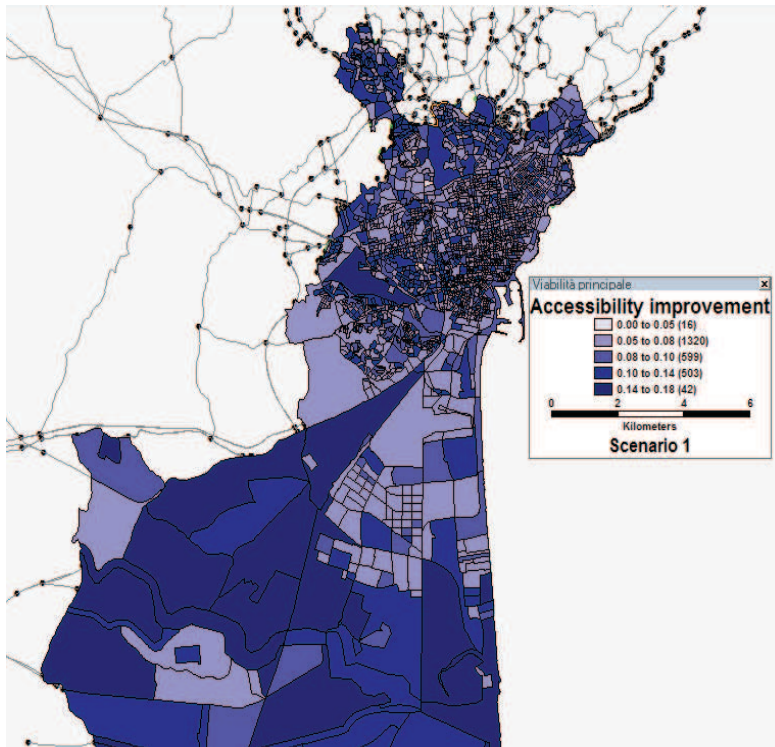 Viabilità principale
Accessibility improvement
0.00 to 0.05 (16)
0.05 to 0.08 (1320)
0.08 to 0.10 (599)
0.10 to 0.14 (503)
0.14 to 0.18 (42)
0 2 4 6
Kilometers
Scenario 1